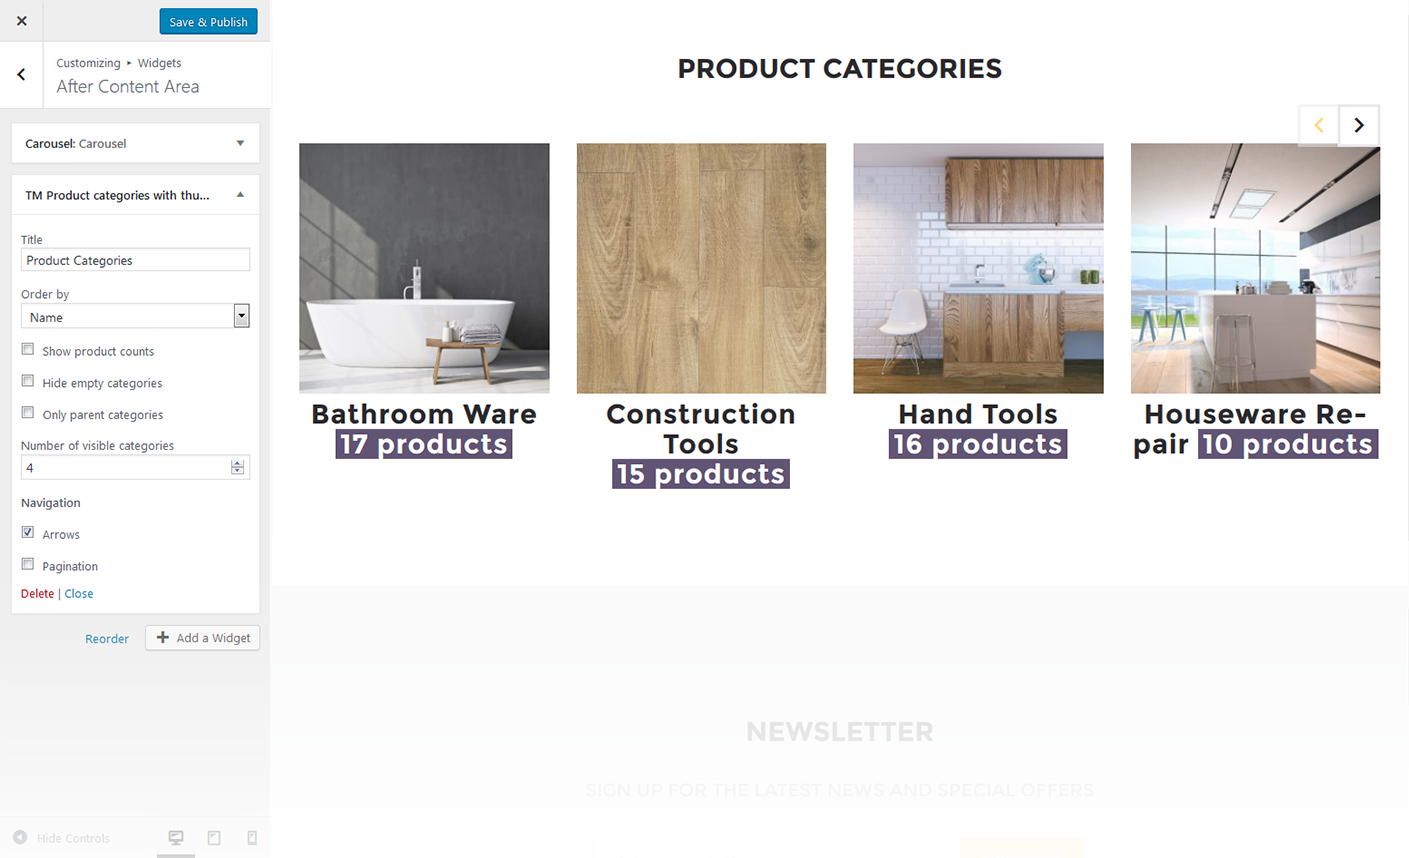 Save & Publish
Customizing ▸ Widgets
After Content Area
Carousel: Carousel
TM Product categories with thu...
Title
Product Categories
Order by
Name
Show product counts
Hide empty categories
Only parent categories
Number of visible categories
4
Navigation
Arrows
Pagination
Delete | Close
Reorder
Add a Widget
Hide Controls
PRODUCT CATEGORIES
Bathroom Ware
17 products
Construction
Tools
15 products
Hand Tools
16 products
Houseware Re-
pair 10 products
NEWSLETTER
SIGN UP FOR THE LATEST NEWS AND SPECIAL OFFERS